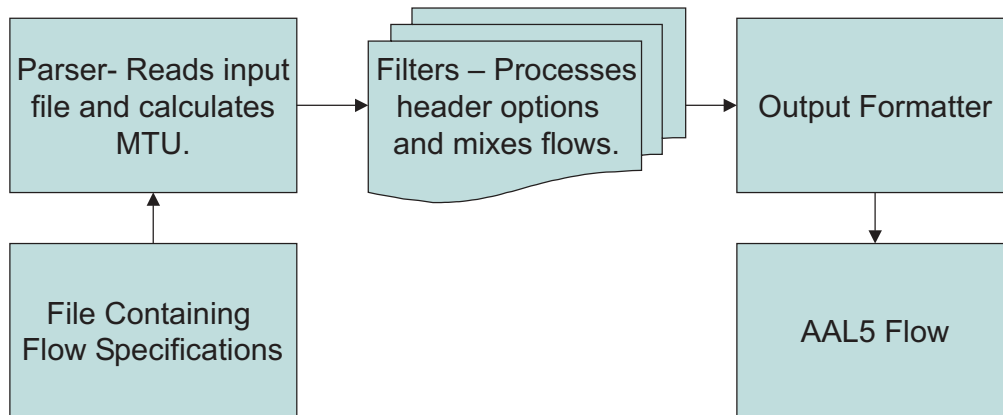 Parser- Reads input
file and calculates
MTU.
Filters – Processes
header options
and mixes flows.
Output Formatter
File Containing
Flow Specifications
AAL5 Flow